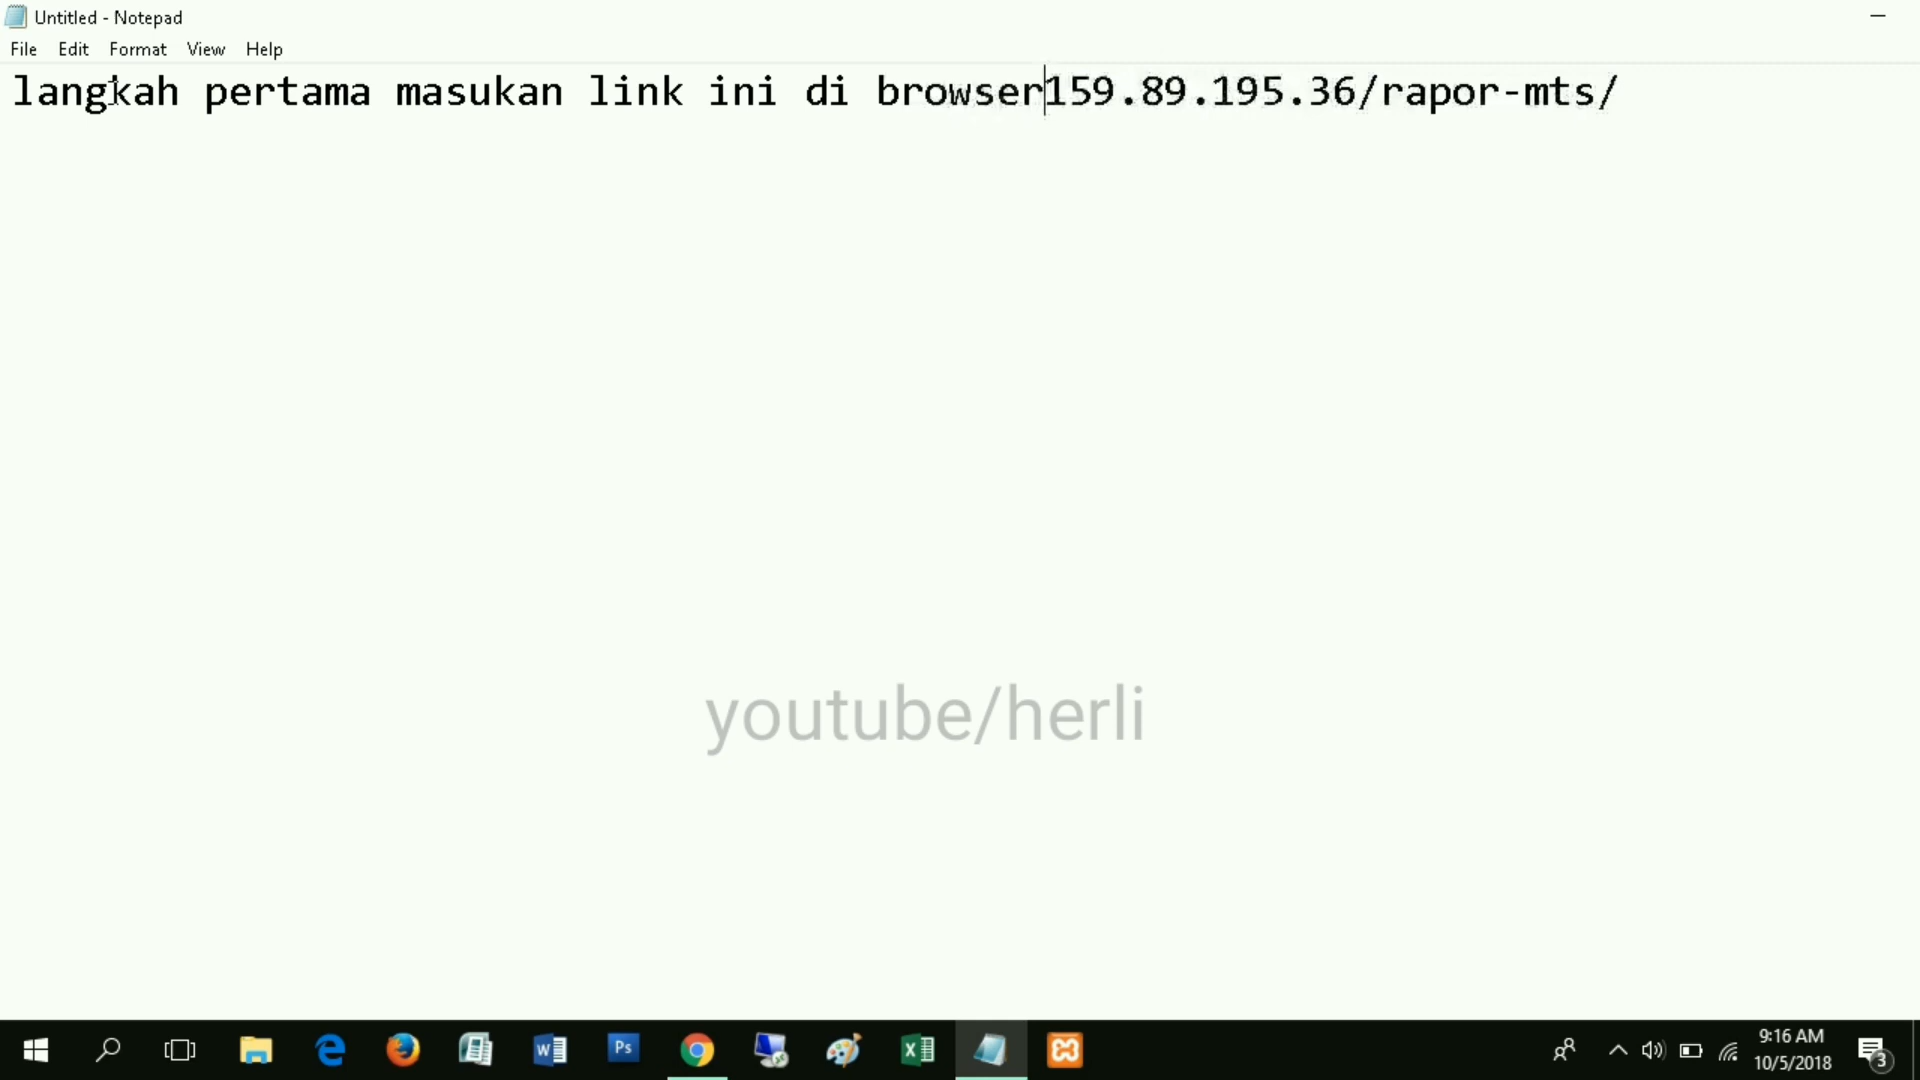 Untitled - Notepad
File Edit Format View Help
langkah pertama masukan link ini di browser159.89.195.36/rapor-mts/
youtube/herli
9:16 AM
10/5/2018
3